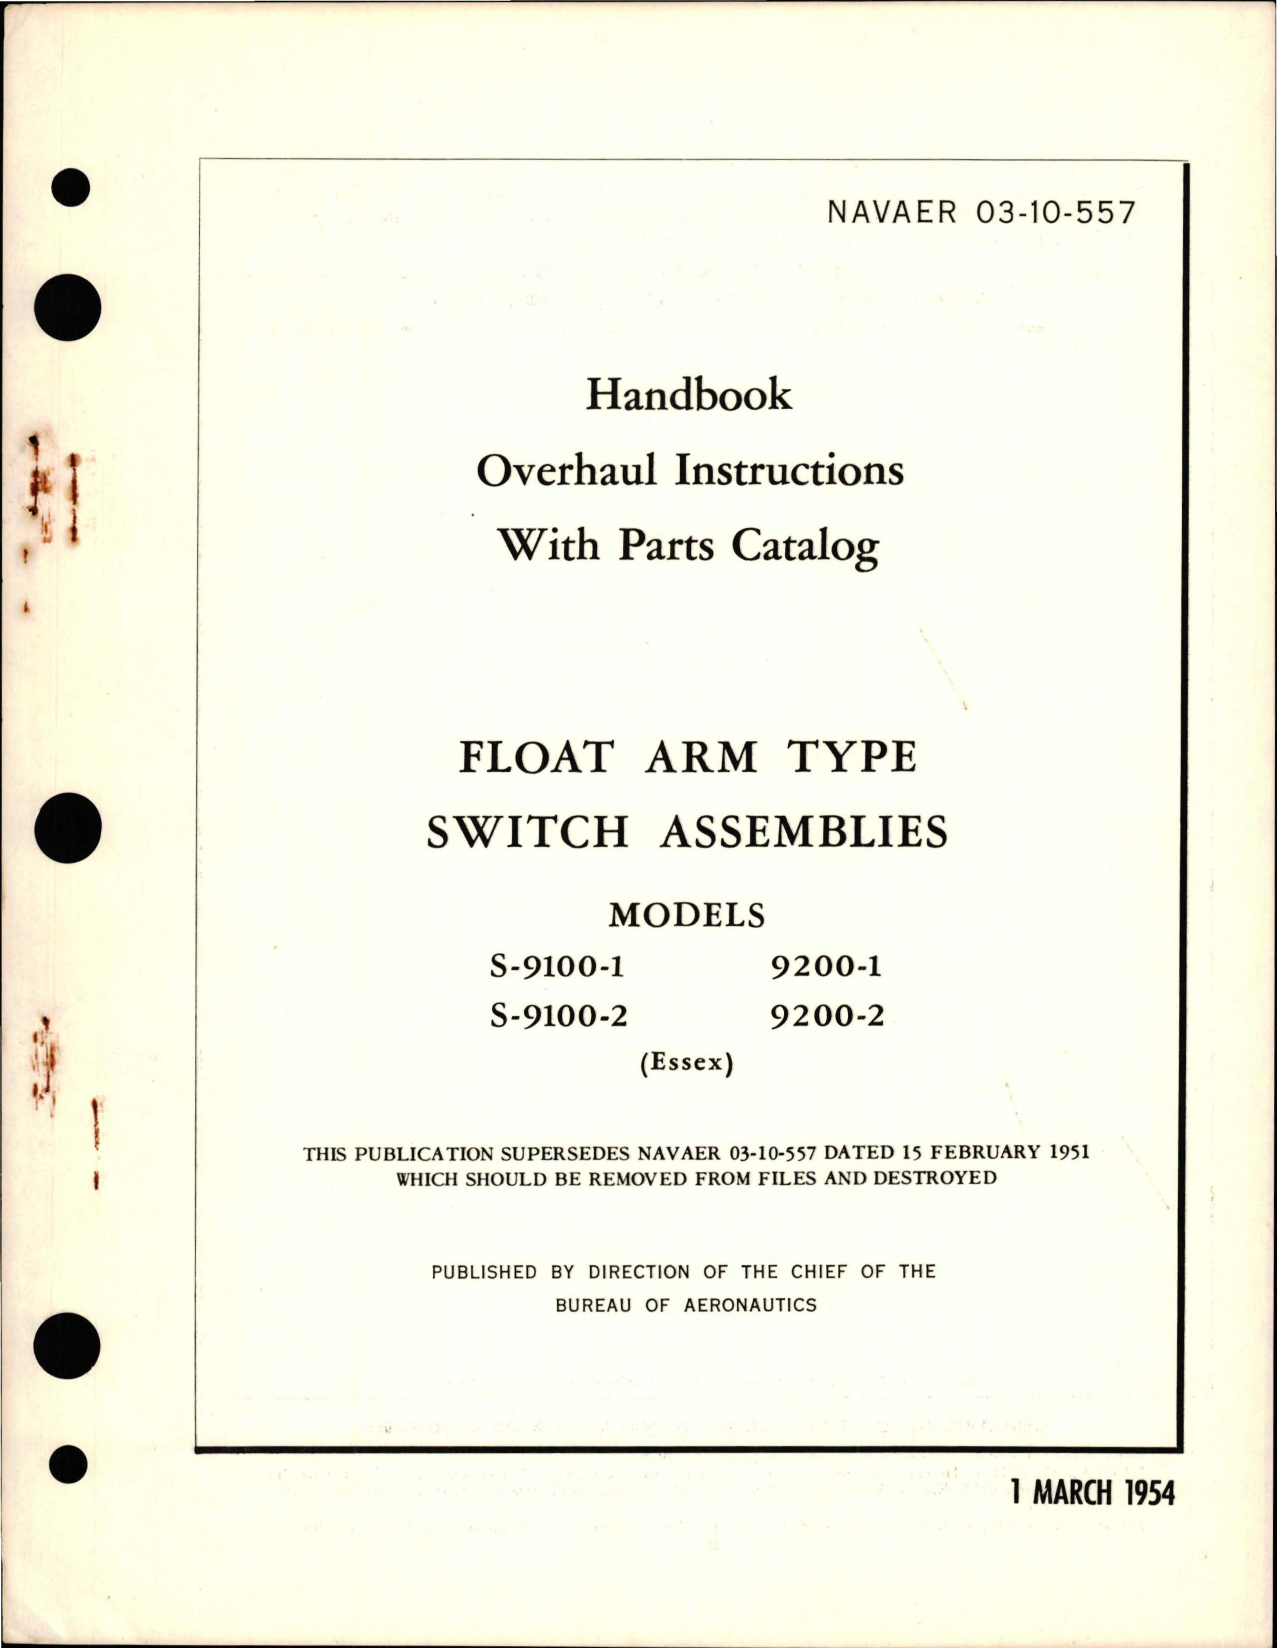 NAVAER 03-10-557
Handbook
Overhaul Instructions
With Parts Catalog
FLOAT ARM TYPE
SWITCH ASSEMBLIES
MODELS
S-9100-1 9200-1
S-9100-2 9200-2
(Essex)
THIS PUBLICATION SUPERSEDES NAVAER 03-10-557 DATED 15 FEBRUARY 1951
WHICH SHOULD BE REMOVED FROM FILES AND DESTROYED
PUBLISHED BY DIRECTION OF THE CHIEF OF THE
BUREAU OF AERONAUTICS
1 MARCH 1954